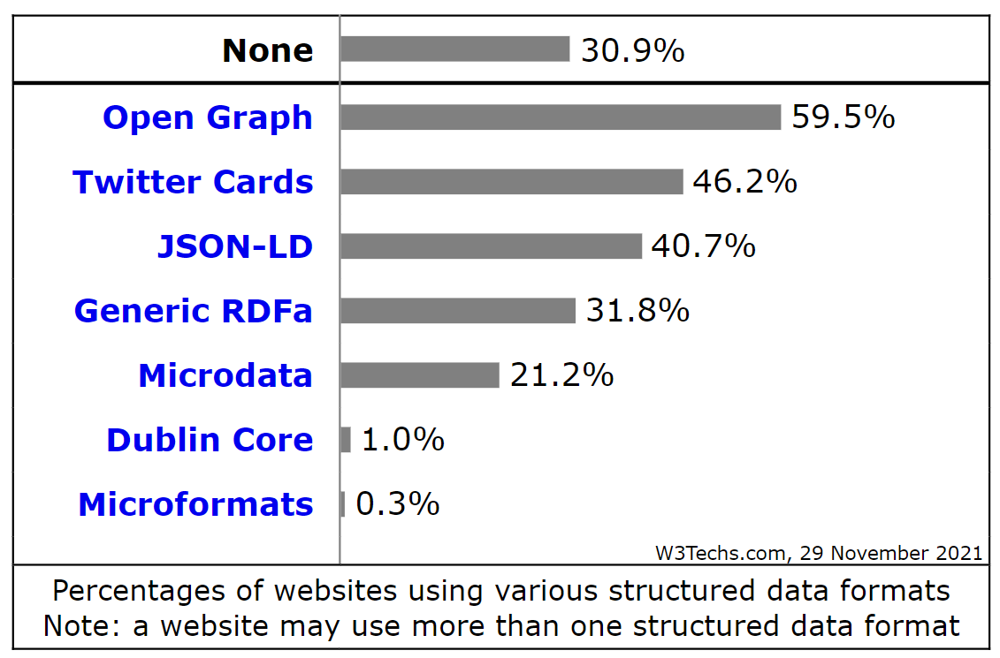 None 30.9%
Open Graph 59.5%
Twitter Cards 46.2%
JSON-LD 40.7%
Generic RDFa 31.8%
Microdata 21.2%
Dublin Core 1.0%
Microformats 0.3%
W3Techs.com, 29 November 2021
Percentages of websites using various structured data formats
Note: a website may use more than one structured data format